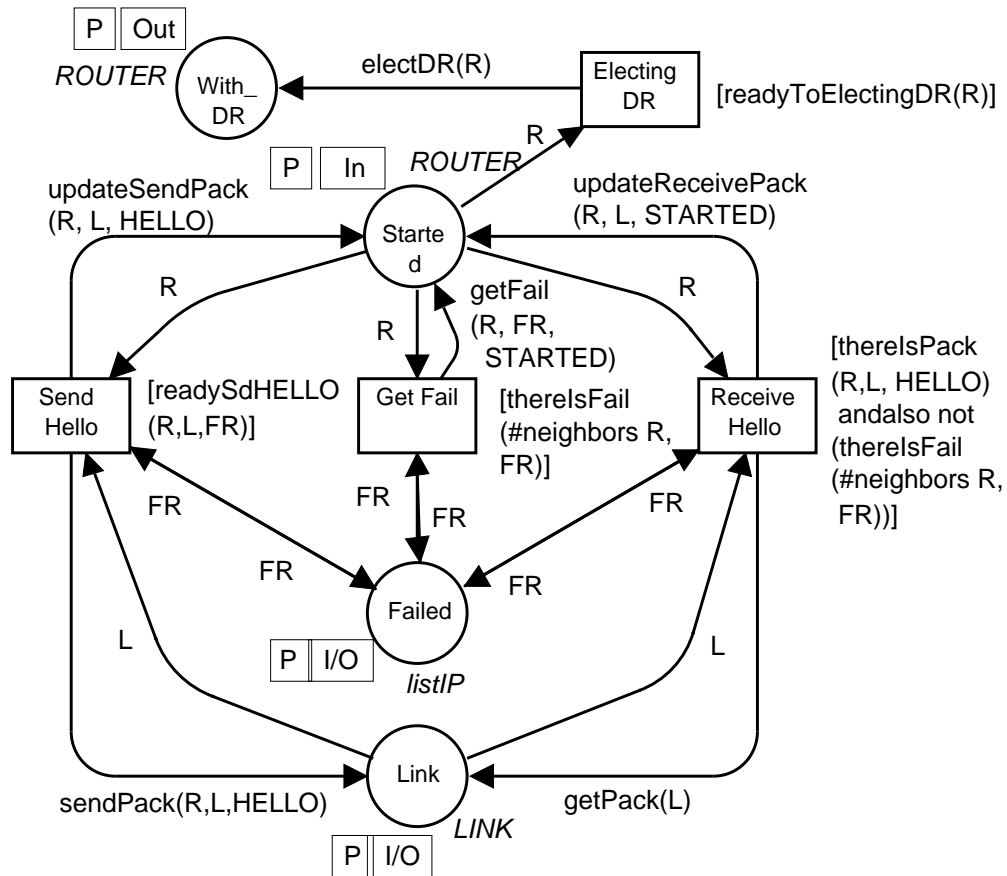 P Out
ROUTER
With_
DR
electDR(R)
Electing
DR
[readyToElectingDR(R)]
R
P In
ROUTER
updateSendPack
(R, L, HELLO)
updateReceivePack
(R, L, STARTED)
Starte
d
R
R
getFail
(R, FR,
STARTED)
R
Send
Hello
[readySdHELLO
(R,L,FR)]
Get Fail
[thereIsFail
(#neighbors R,
FR)]
Receive
Hello
[thereIsPack
(R,L, HELLO)
andalso not
(thereIsFail
(#neighbors R,
FR))]
FR
FR
FR
FR
FR
FR
Failed
P I/O
listIP
L
L
Link
sendPack(R,L,HELLO)
getPack(L)
LINK
P I/O